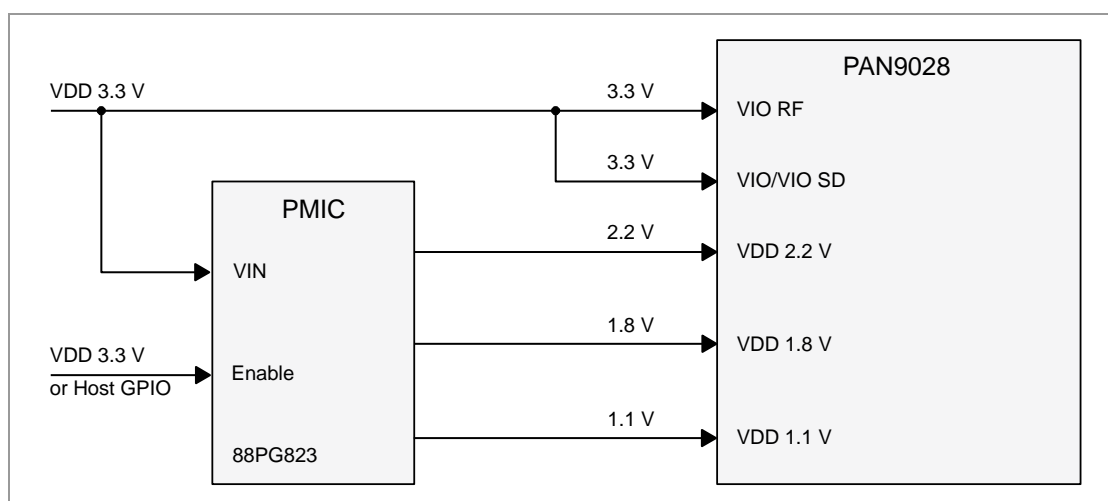 PAN9028
VDD 3.3 V
3.3 V
VIO RF
3.3 V
VIO/VIO SD
PMIC
2.2 V
VDD 2.2 V
VIN
1.8 V
VDD 1.8 V
VDD 3.3 V
or Host GPIO
Enable
1.1 V
VDD 1.1 V
88PG823